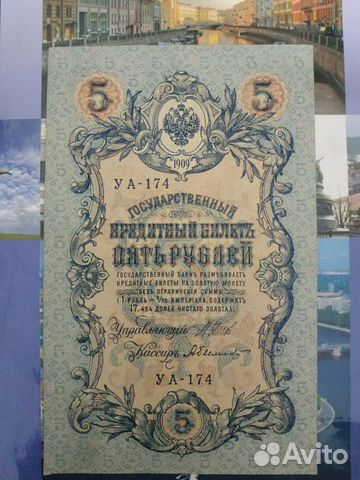 5 5
1909
УА-174
ГОСУДАРСТВЕННЫЙ
КРЕДИТНЫЙ БИЛЕТЪ
ПЯТЬ РУБЛЕЙ
ГОСУДАРСТВЕННЫЙ БАНКЪ РАЗМѢНИВАЕТЪ
КРЕДИТНЫЕ БИЛЕТЫ НА ЗОЛОТУЮ МОНЕТУ
БЕЗЪ ОГРАНИЧЕНІЯ СУММЫ
(1 РУБЛЬ = 1/15 ИМПЕРІАЛА, СОДЕРЖИТЪ
17,424 ДОЛЕЙ ЧИСТАГО ЗОЛОТА).
Управляющій
Кассиръ
УА-174
5
Avito